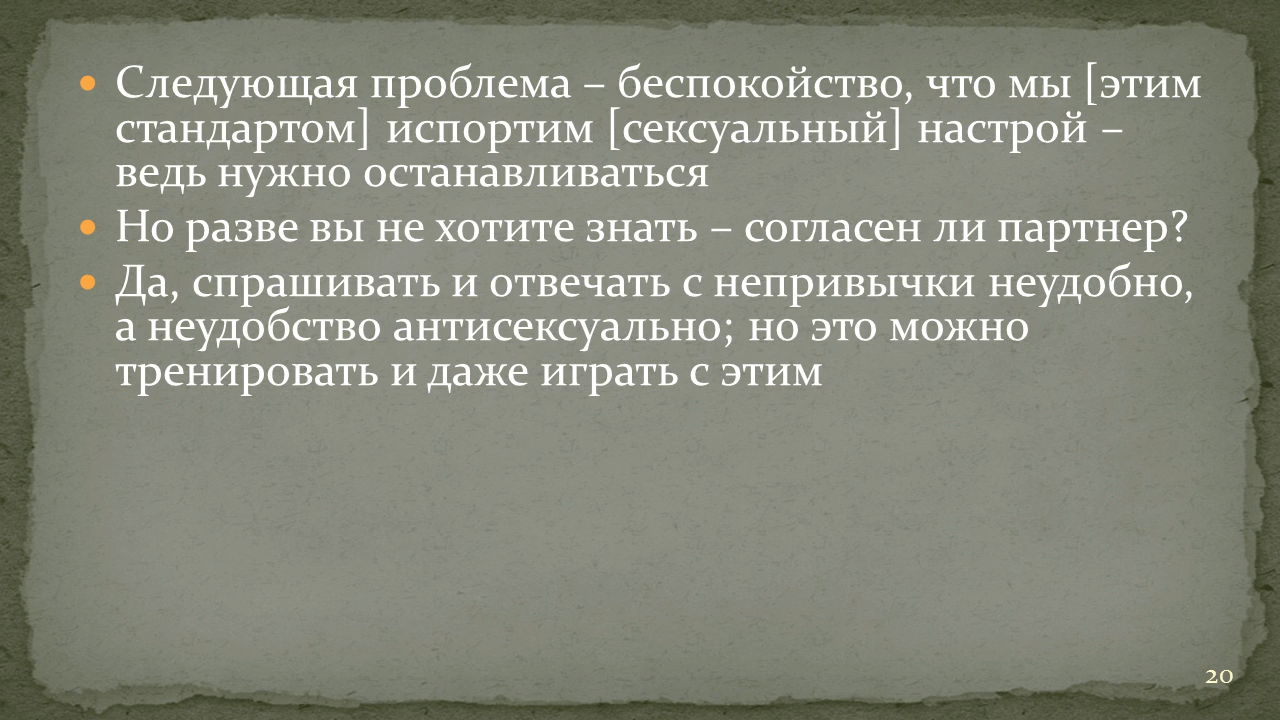 • Следующая проблема – беспокойство, что мы [этим
стандартом] испортим [сексуальный] настрой –
ведь нужно останавливаться
• Но разве вы не хотите знать – согласен ли партнер?
• Да, спрашивать и отвечать с непривычки неудобно,
а неудобство антисексуально; но это можно
тренировать и даже играть с этим
20